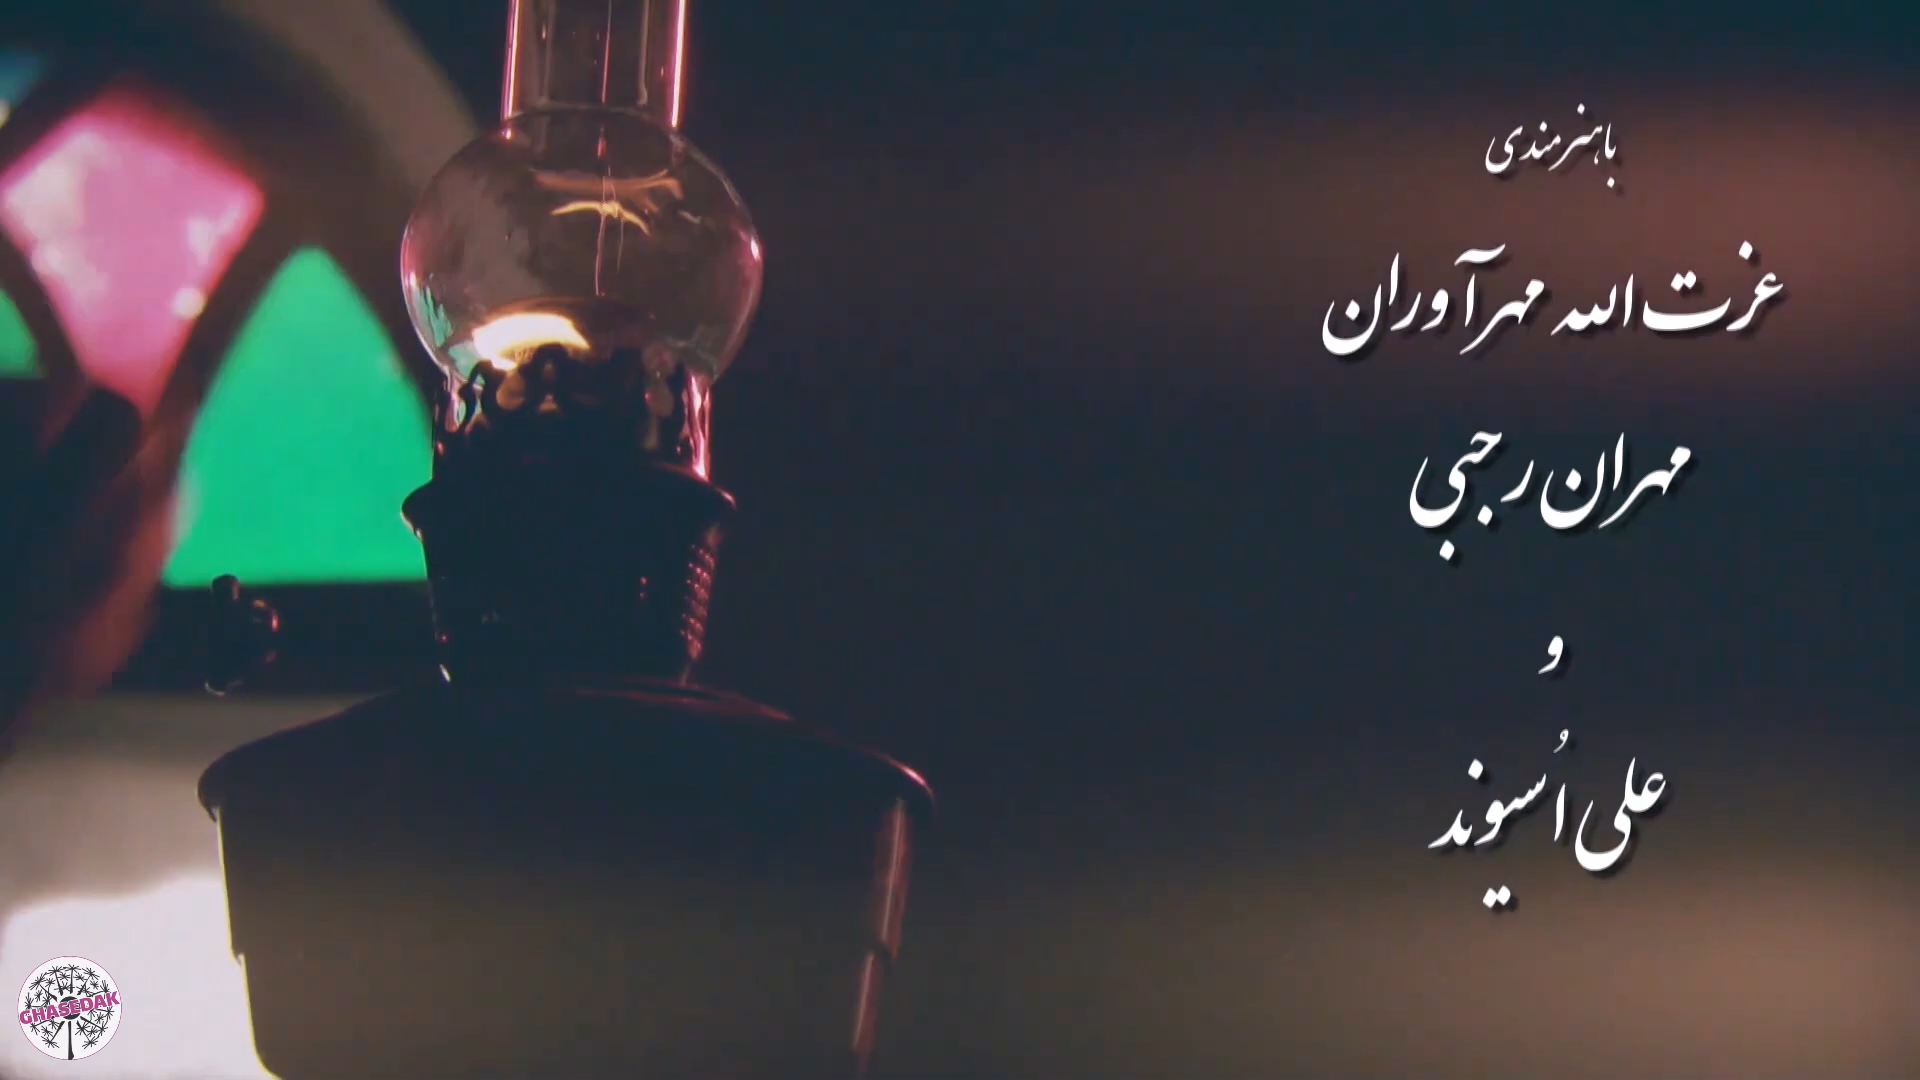 با هنرمندی
عزت الله مهرآوران
مهران رجبی
و
علی اُسیوند
GHASEDAK